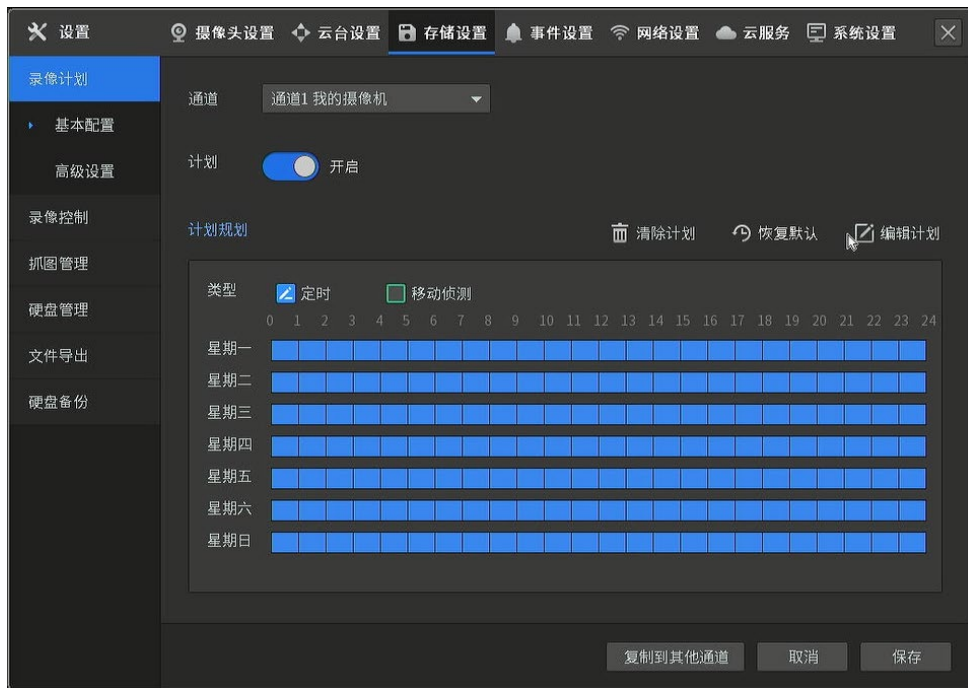 设置 摄像头设置 云台设置 存储设置 事件设置 网络设置 云服务 系统设置
录像计划
基本配置
高级设置
录像控制
抓图管理
硬盘管理
文件导出
硬盘备份
通道 通道1 我的摄像机
计划 开启
计划规划 清除计划 恢复默认 编辑计划
类型 定时 移动侦测
0 1 2 3 4 5 6 7 8 9 10 11 12 13 14 15 16 17 18 19 20 21 22 23 24
星期一
星期二
星期三
星期四
星期五
星期六
星期日
复制到其他通道 取消 保存